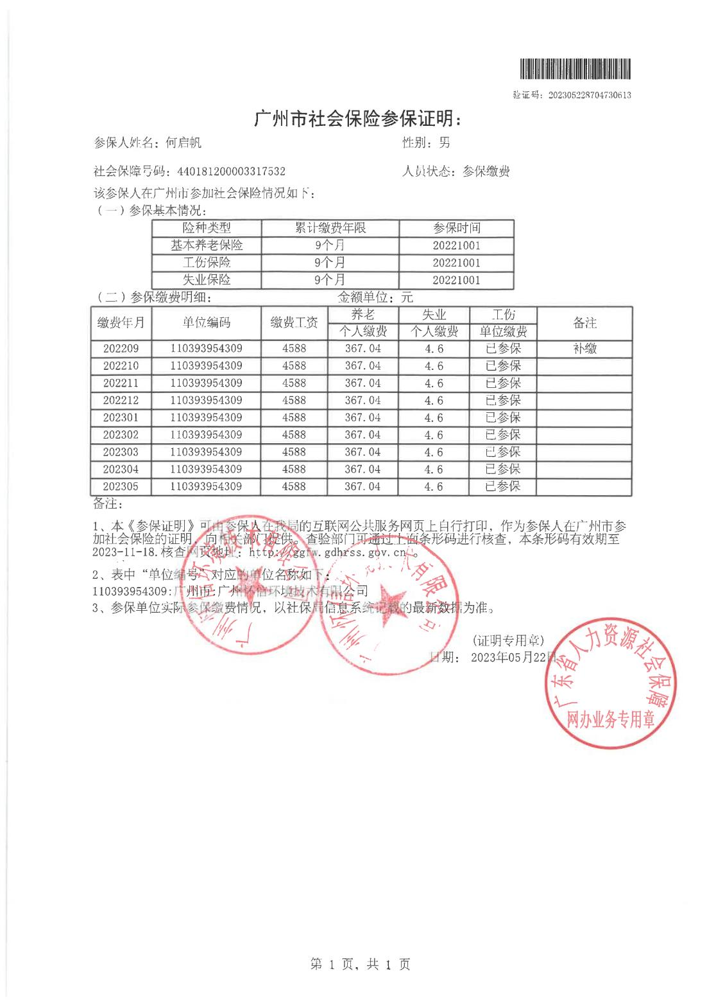 验证码：202305228704730613
广州市社会保险参保证明：
参保人姓名：何启帆 性别：男
社会保障号码：440181200003317532 人员状态：参保缴费
该参保人在广州市参加社会保险情况如下：
（一）参保基本情况：
险种类型 累计缴费年限 参保时间
基本养老保险 9个月 20221001
工伤保险 9个月 20221001
失业保险 9个月 20221001
（二）参保缴费明细： 金额单位：元
缴费年月 单位编码 缴费工资 养老 失业 工伤 备注
个人缴费 个人缴费 单位缴费
202209 110393954309 4588 367.04 4.6 已参保 补缴
202210 110393954309 4588 367.04 4.6 已参保
202211 110393954309 4588 367.04 4.6 已参保
202212 110393954309 4588 367.04 4.6 已参保
202301 110393954309 4588 367.04 4.6 已参保
202302 110393954309 4588 367.04 4.6 已参保
202303 110393954309 4588 367.04 4.6 已参保
202304 110393954309 4588 367.04 4.6 已参保
202305 110393954309 4588 367.04 4.6 已参保
备注：
1、本《参保证明》可由参保人在我局的互联网公共服务网页上自行打印，作为参保人在广州市参
加社会保险的证明，向相关部门提供。查验部门可通过上面条形码进行核查，本条形码有效期至
2023-11-18.核查网页地址：http://ggfw.gdhrss.gov.cn。
2、表中“单位编号”对应的单位名称如下：
110393954309:广州市:广州怀信环境技术有限公司
3、参保单位实际参保缴费情况，以社保局信息系统记载的最新数据为准。
(证明专用章)
日期： 2023年05月22日
广东省人力资源社会保障
网办业务专用章
第 1 页, 共 1 页